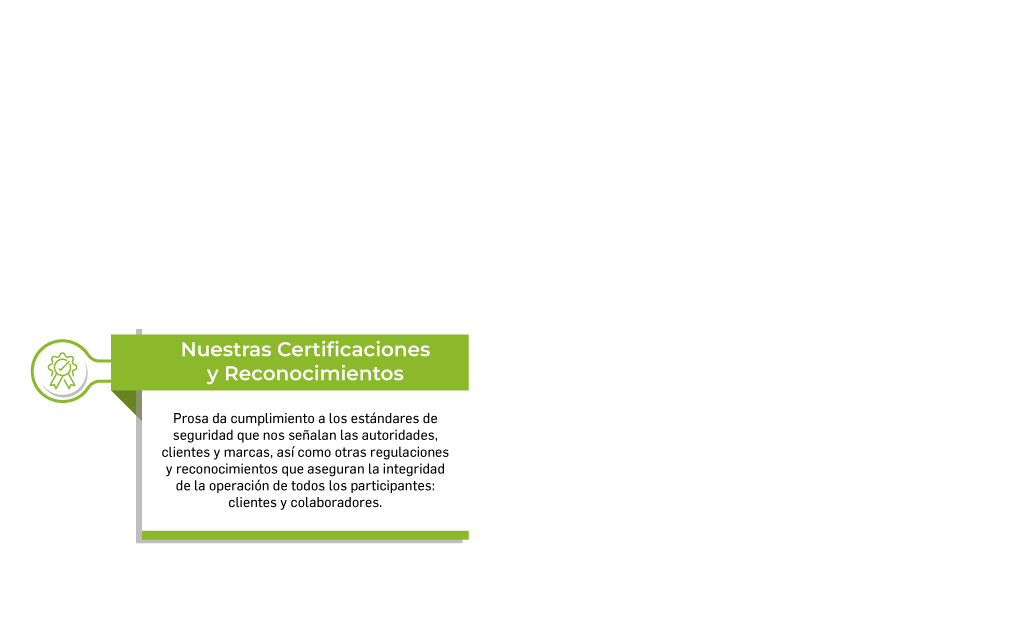 Nuestras Certificaciones
y Reconocimientos
Prosa da cumplimiento a los estándares de
seguridad que nos señalan las autoridades,
clientes y marcas, así como otras regulaciones
y reconocimientos que aseguran la integridad
de la operación de todos los participantes:
clientes y colaboradores.